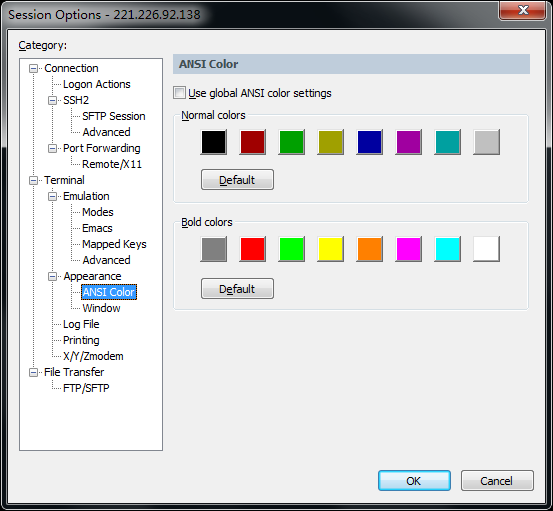 Session Options - 221.226.92.138
Category:
Connection
Logon Actions
SSH2
SFTP Session
Advanced
Port Forwarding
Remote/X11
Terminal
Emulation
Modes
Emacs
Mapped Keys
Advanced
Appearance
ANSI Color
Window
Log File
Printing
X/Y/Zmodem
File Transfer
FTP/SFTP
ANSI Color
Use global ANSI color settings
Normal colors
Default
Bold colors
Default
OK
Cancel